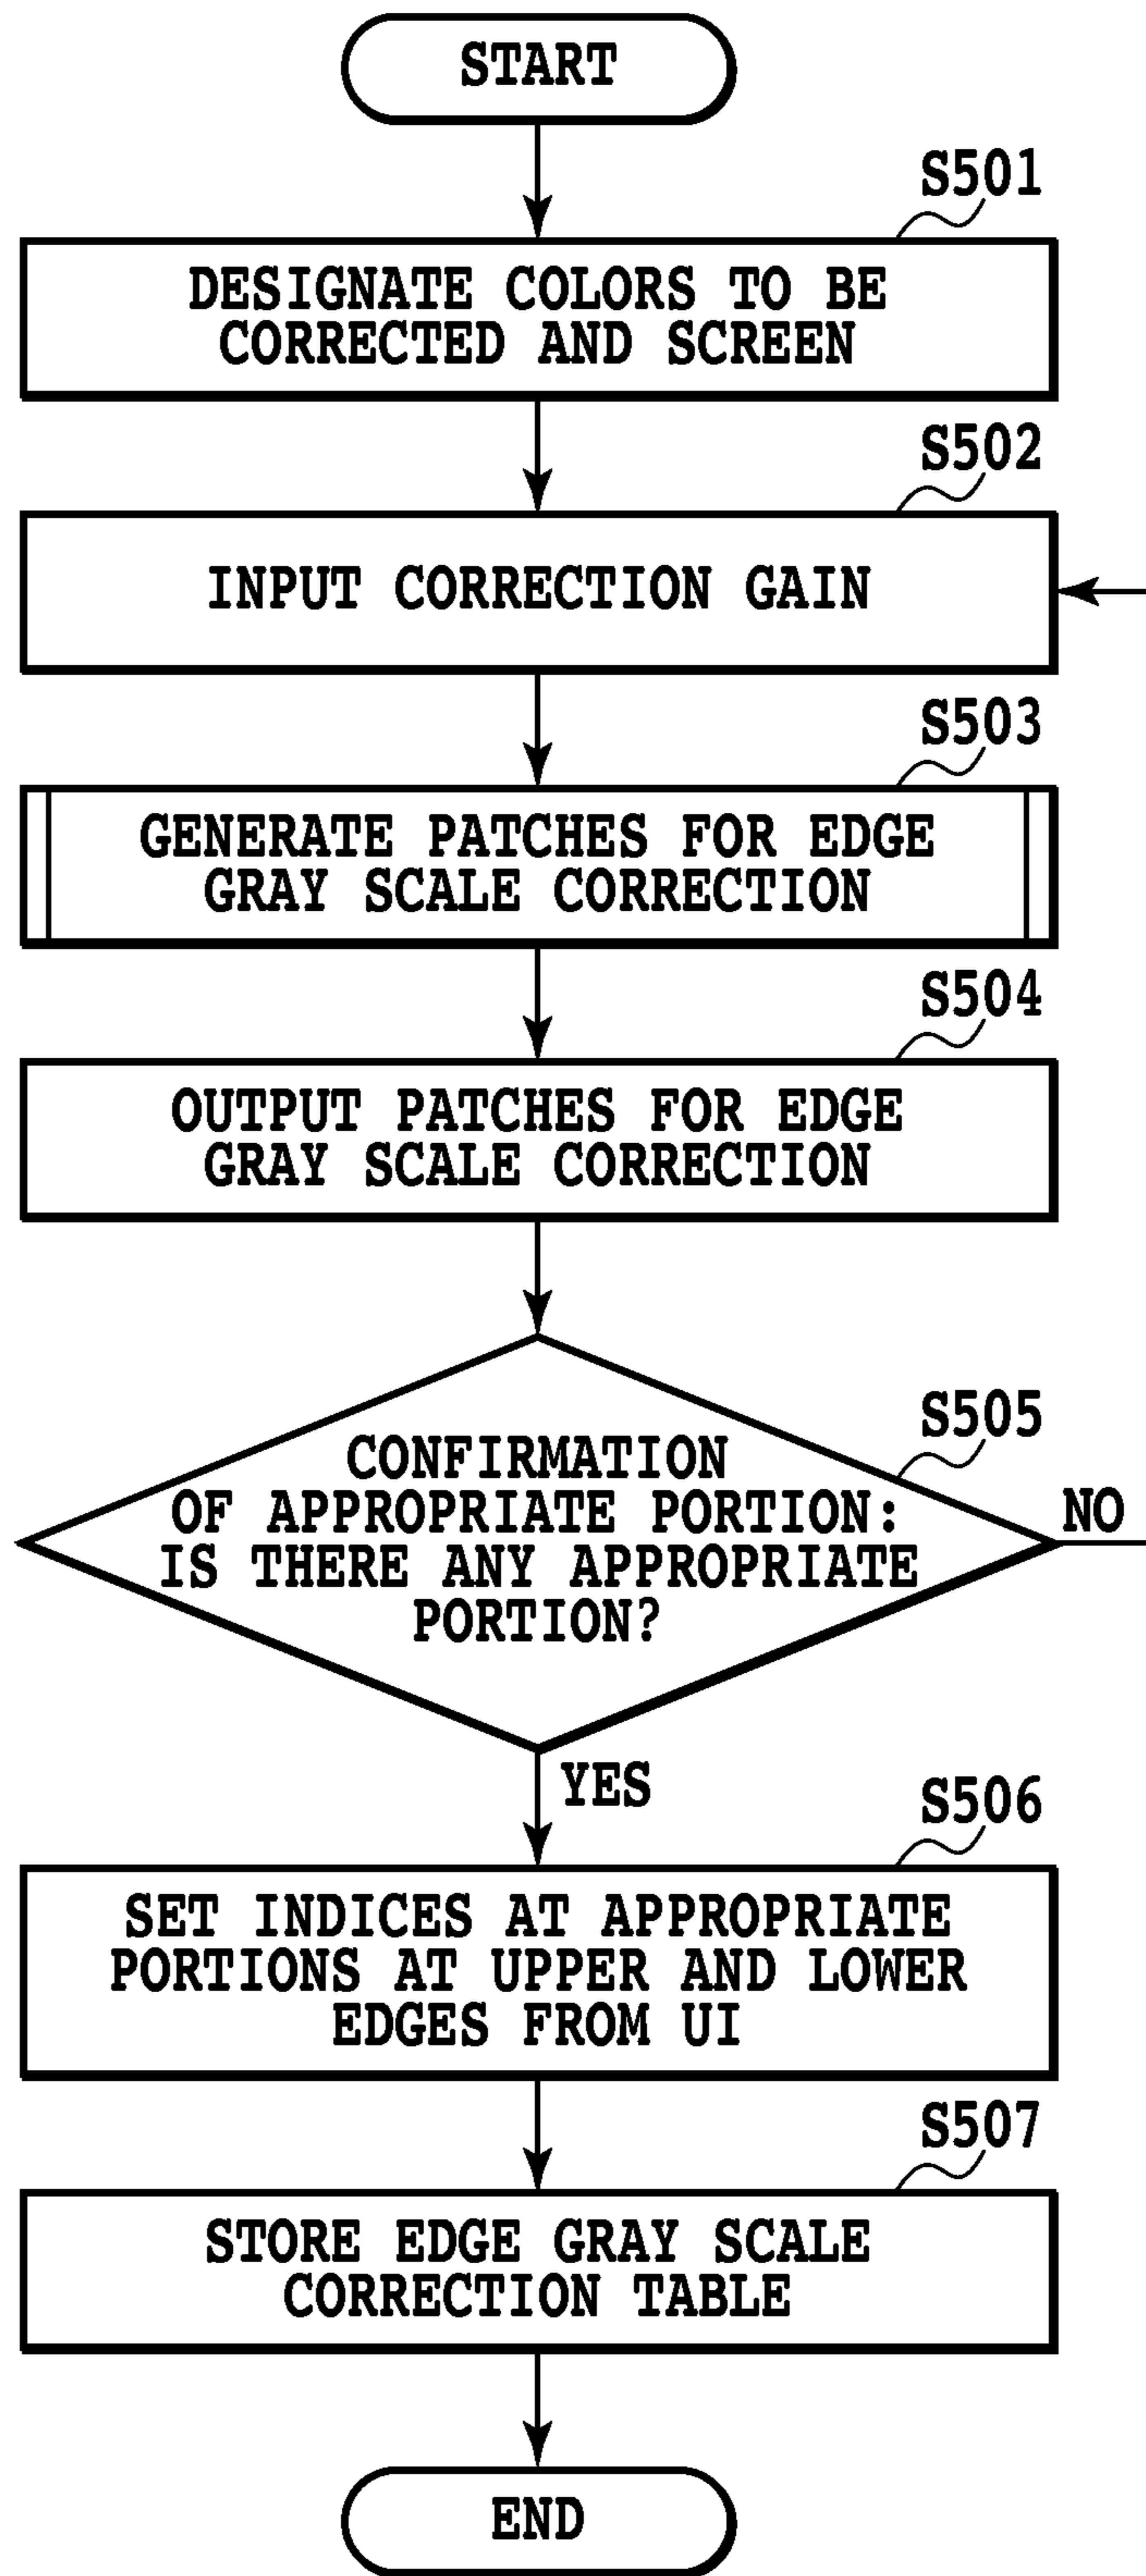 START
S501
DESIGNATE COLORS TO BE
CORRECTED AND SCREEN
S502
INPUT CORRECTION GAIN
S503
GENERATE PATCHES FOR EDGE
GRAY SCALE CORRECTION
S504
OUTPUT PATCHES FOR EDGE
GRAY SCALE CORRECTION
S505
CONFIRMATION
OF APPROPRIATE PORTION:
IS THERE ANY APPROPRIATE
PORTION?
NO
YES
S506
SET INDICES AT APPROPRIATE
PORTIONS AT UPPER AND LOWER
EDGES FROM UI
S507
STORE EDGE GRAY SCALE
CORRECTION TABLE
END